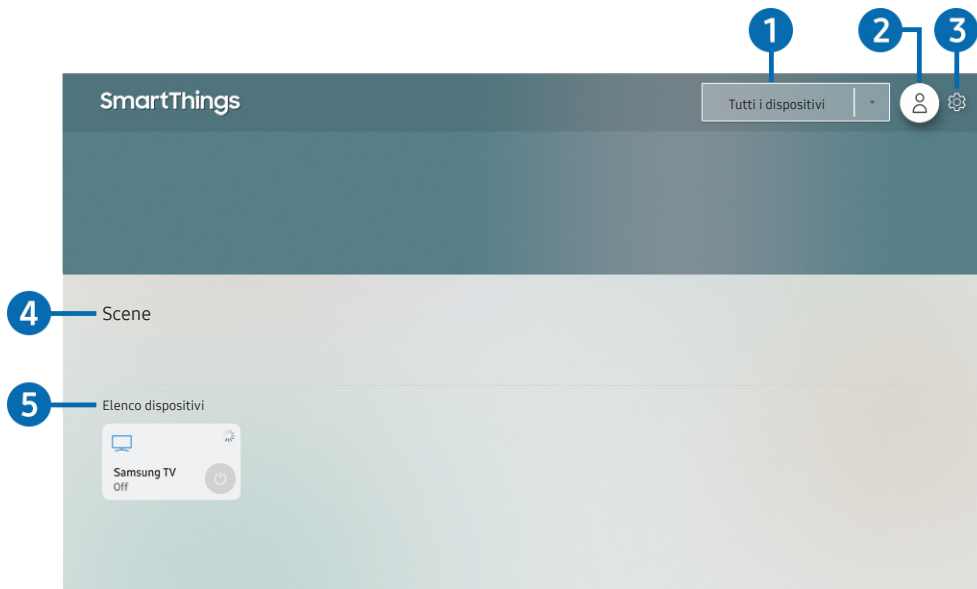 1
2
3
SmartThings
Tutti i dispositivi
4
Scene
5
Elenco dispositivi
Samsung TV
Off